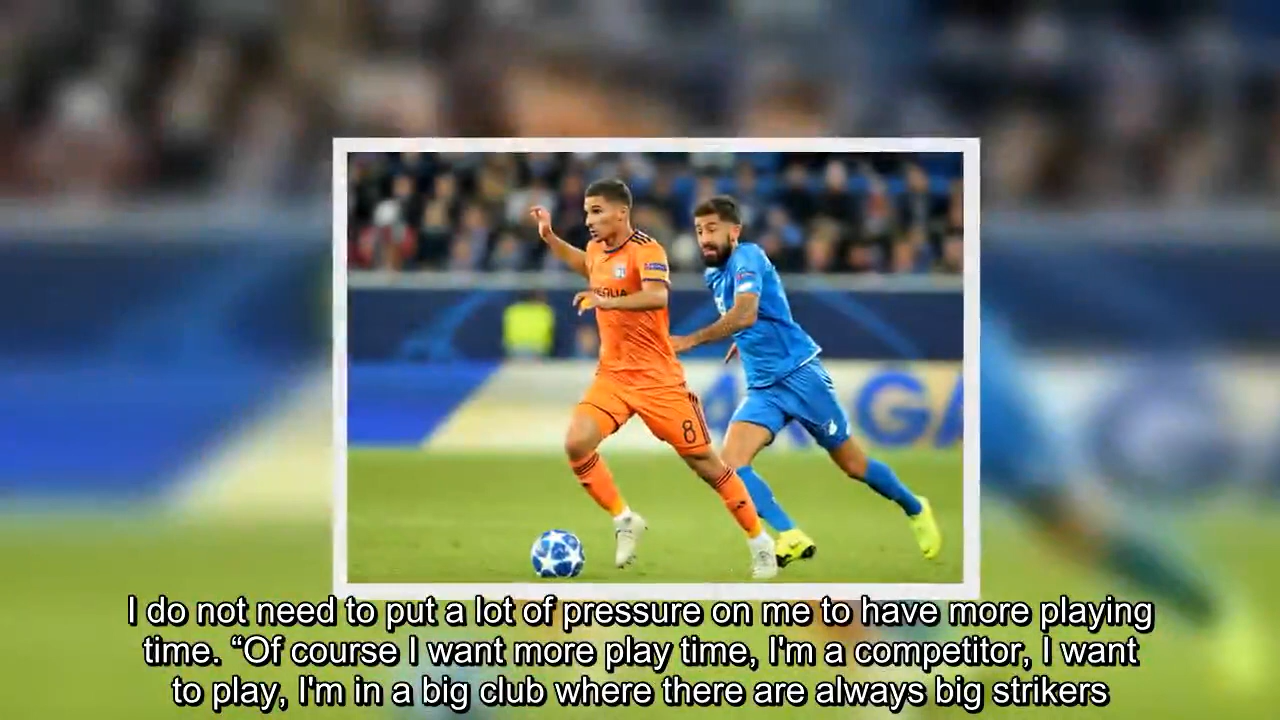 8
I do not need to put a lot of pressure on me to have more playing
time. “Of course I want more play time, I'm a competitor, I want
to play, I'm in a big club where there are always big strikers